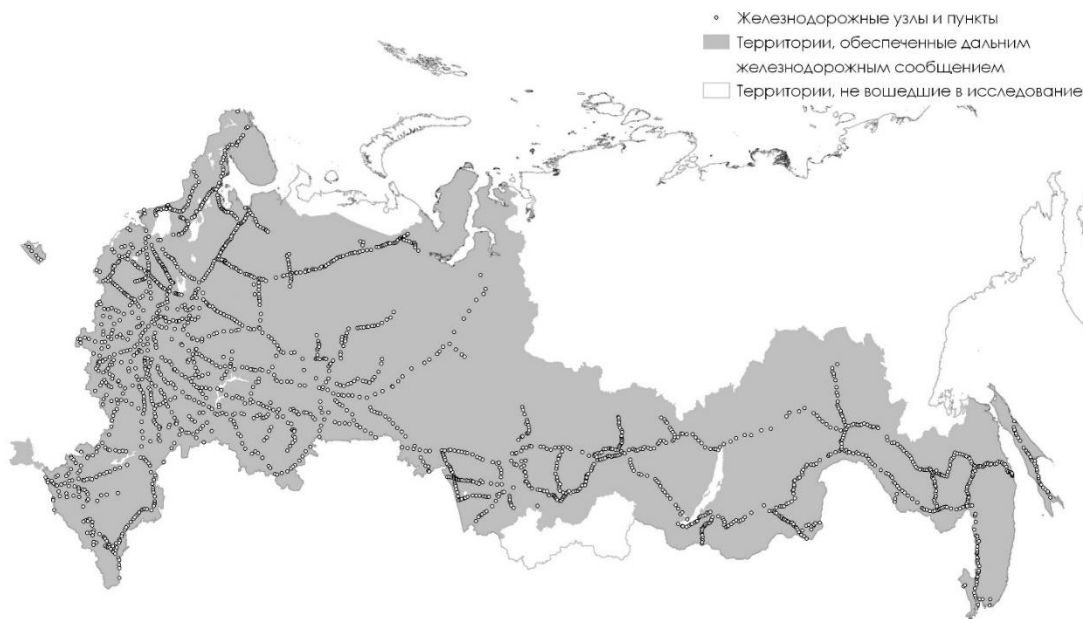 Железнодорожные узлы и пункты
Территории, обеспеченные дальним
железнодорожным сообщением
Территории, не вошедшие в исследование